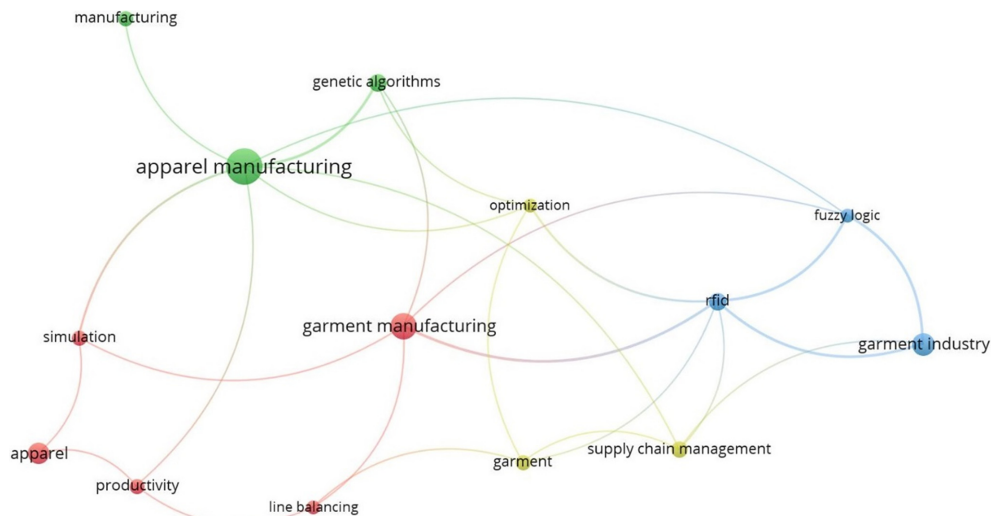 manufacturing
genetic algorithms
apparel manufacturing
optimization
fuzzy logic
rfid
garment manufacturing
simulation
garment industry
apparel
supply chain management
garment
productivity
line balancing